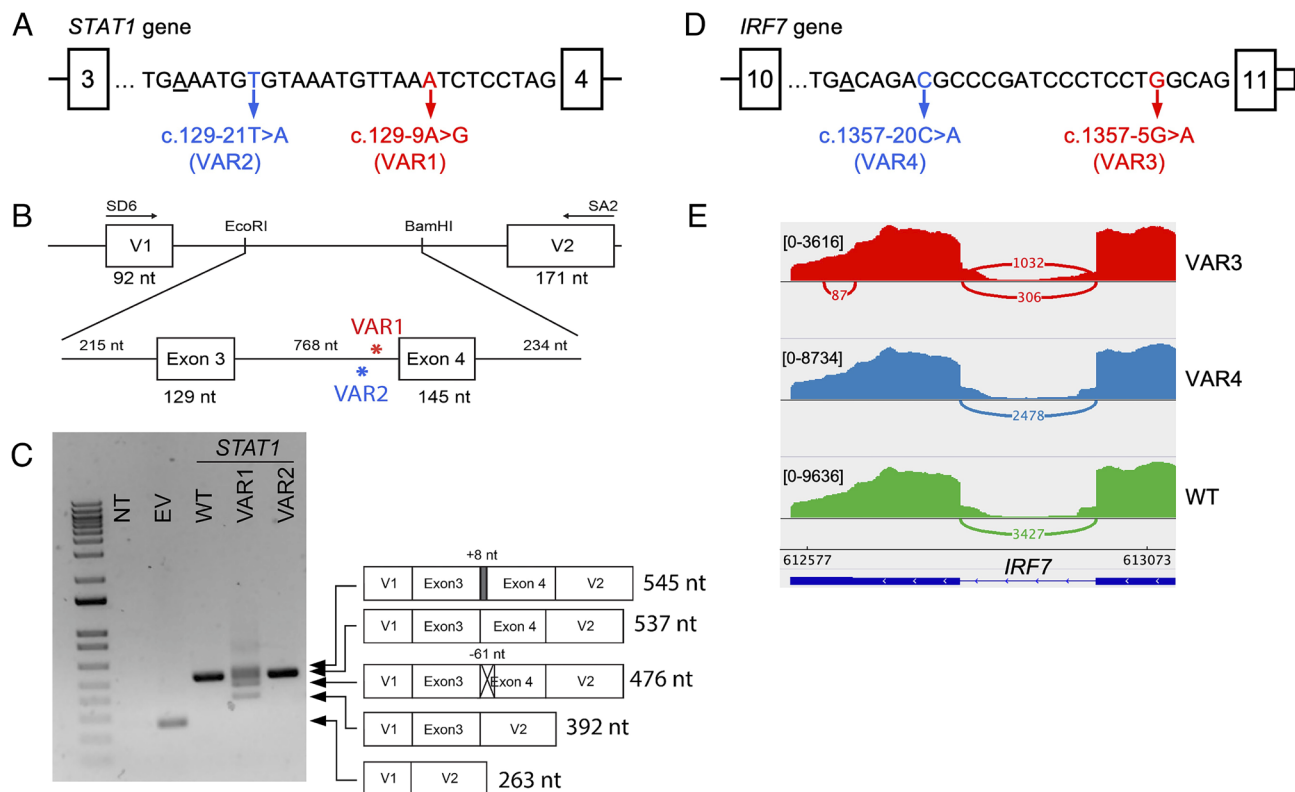 A
STAT1 gene
3
... TGAAATGTGTAAATGTTAAATCTCCTAG
4
c.129-21T>A
(VAR2)
c.129-9A>G
(VAR1)
B
SD6
SA2
V1
EcoRI
BamHI
V2
92 nt
171 nt
215 nt
Exon 3
768 nt
VAR1
*
*
VAR2
Exon 4
234 nt
129 nt
145 nt
C
STAT1
NT
EV
WT
VAR1
VAR2
+8 nt
V1
Exon3
Exon 4
V2
545 nt
V1
Exon3
Exon 4
V2
537 nt
-61 nt
V1
Exon3
Exon 4
V2
476 nt
V1
Exon3
V2
392 nt
V1
V2
263 nt
D
IRF7 gene
10
...TGACAGACGCCCGATCCCTCCTGGCAG
11
c.1357-20C>A
(VAR4)
c.1357-5G>A
(VAR3)
E
[0-3616]
1032
87
306
VAR3
[0-8734]
2478
VAR4
[0-9636]
3427
WT
612577
613073
IRF7